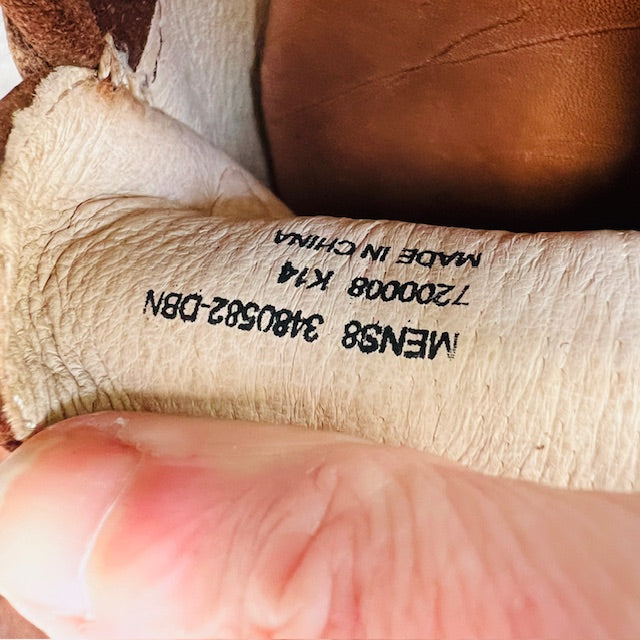 MENS8 3480582-DBN
7200008 K14
MADE IN CHINA